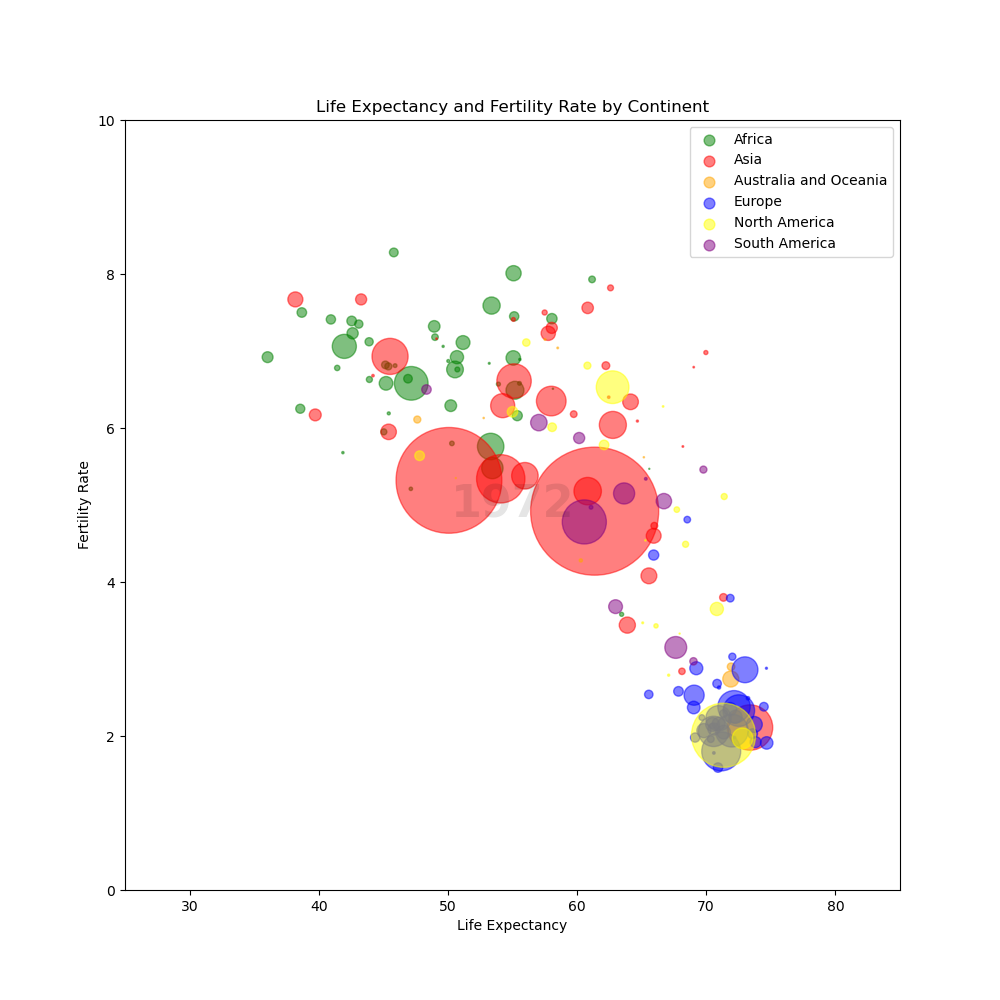 Life Expectancy and Fertility Rate by Continent
10
8
6
4
2
0
Fertility Rate
1972
Africa
Asia
Australia and Oceania
Europe
North America
South America
30 40 50 60 70 80
Life Expectancy